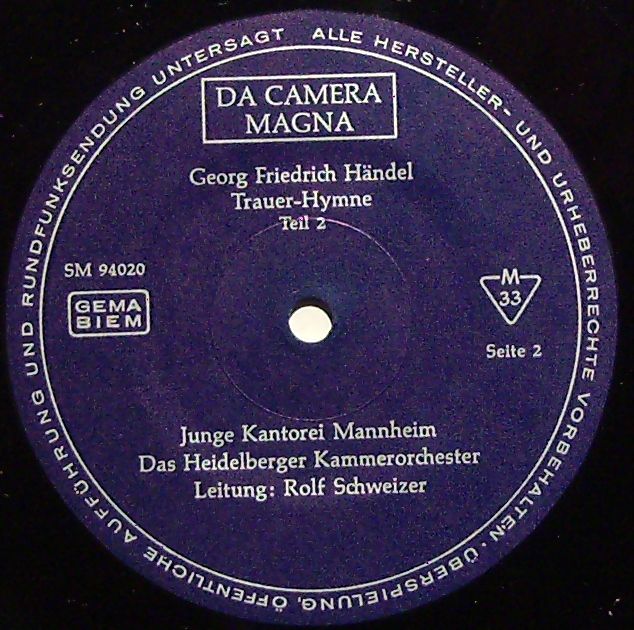 ALLE HERSTELLER- UND URHEBERRECHTE VORBEHALTEN · ÜBERSPIELUNG, ÖFFENTLICHE AUFFÜHRUNG UND RUNDFUNKSENDUNG UNTERSAGT
DA CAMERA
MAGNA
Georg Friedrich Händel
Trauer-Hymne
Teil 2
SM 94020
GEMA
BIEM
M
33
Seite 2
Junge Kantorei Mannheim
Das Heidelberger Kammerorchester
Leitung: Rolf Schweizer